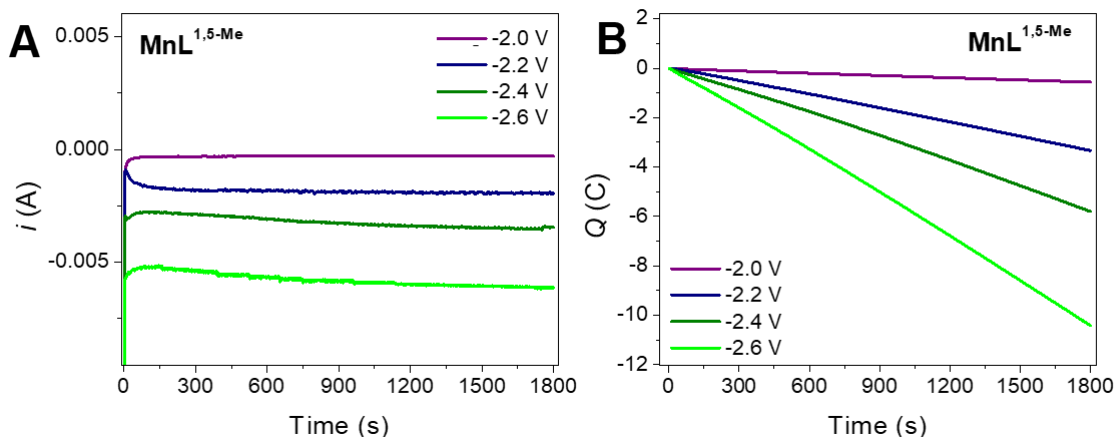 A
MnL1,5-Me
-2.0 V
-2.2 V
-2.4 V
-2.6 V
0.005
0.000
-0.005
i (A)
0 300 600 900 1200 1500 1800
Time (s)
B
MnL1,5-Me
2
0
-2
-4
-6
-8
-10
-12
Q (C)
-2.0 V
-2.2 V
-2.4 V
-2.6 V
0 300 600 900 1200 1500 1800
Time (s)